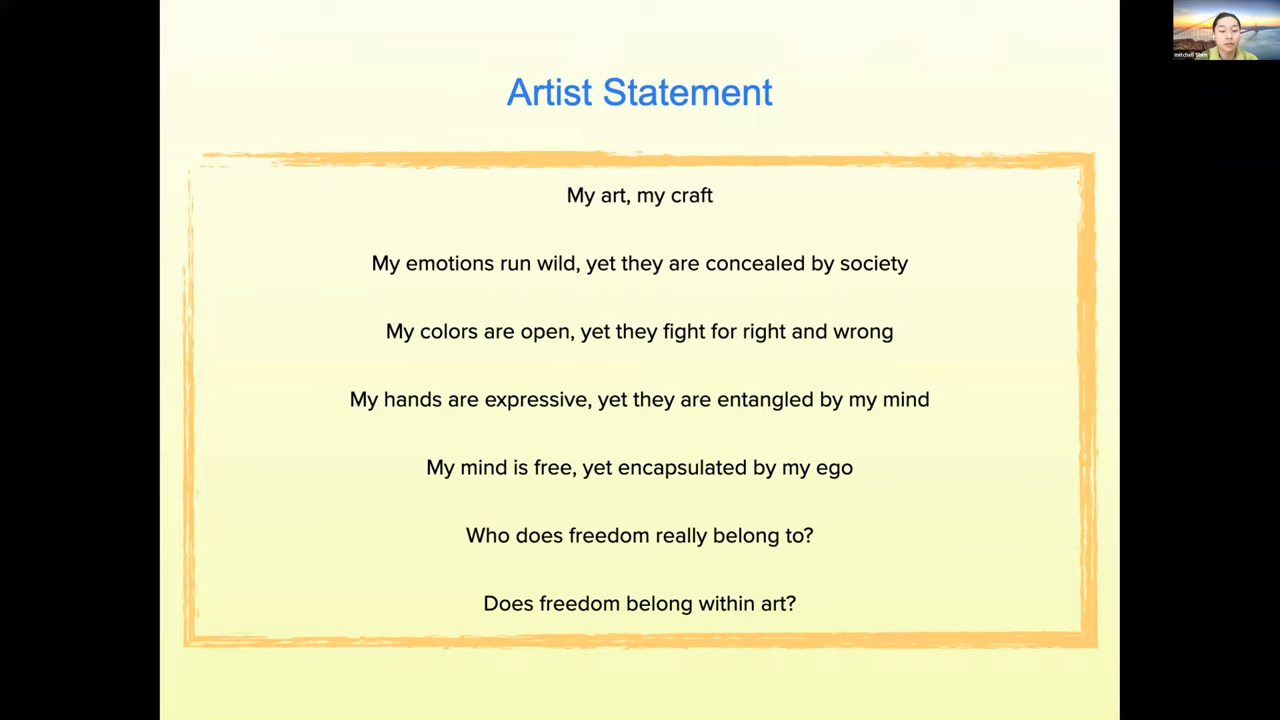 Artist Statement
My art, my craft
My emotions run wild, yet they are concealed by society
My colors are open, yet they fight for right and wrong
My hands are expressive, yet they are entangled by my mind
My mind is free, yet encapsulated by my ego
Who does freedom really belong to?
Does freedom belong within art?
mitchell Shim